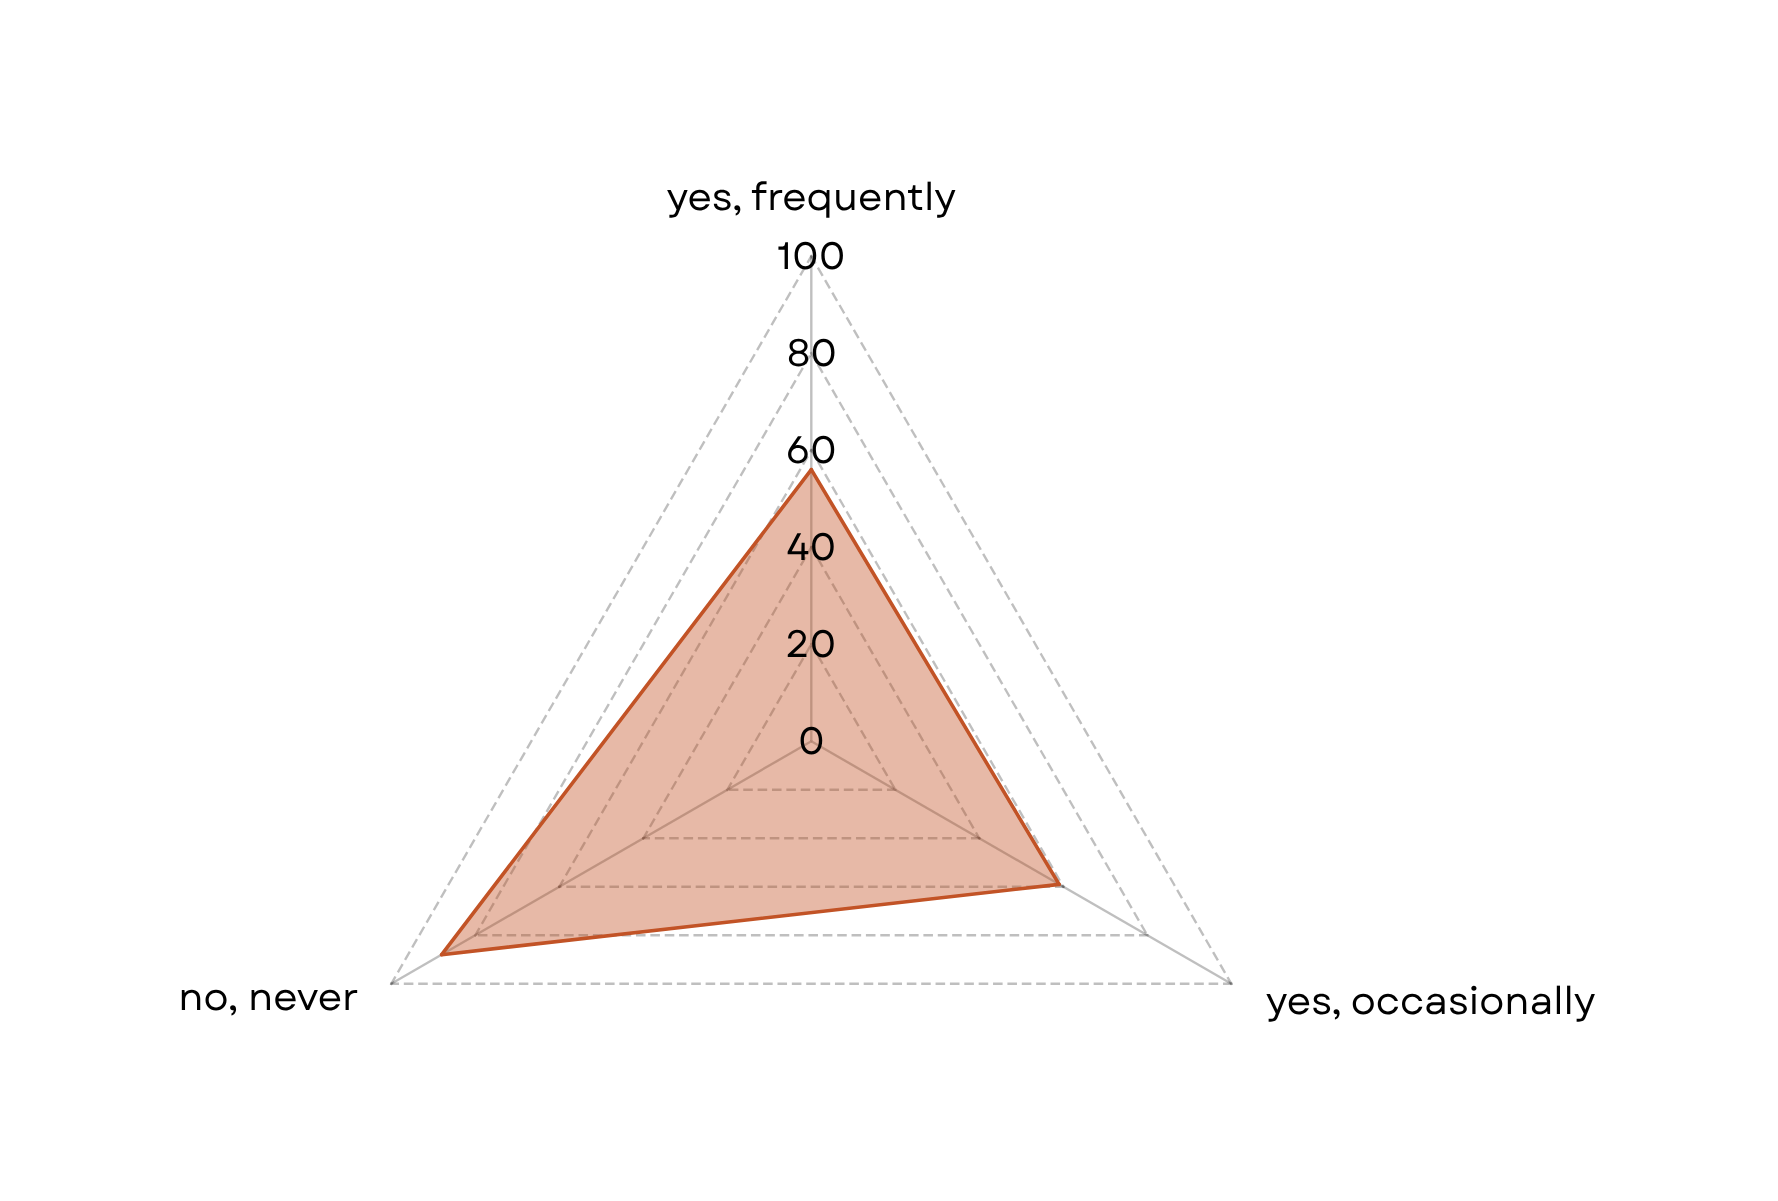 yes, frequently
100
80
60
40
20
0
no, never
yes, occasionally